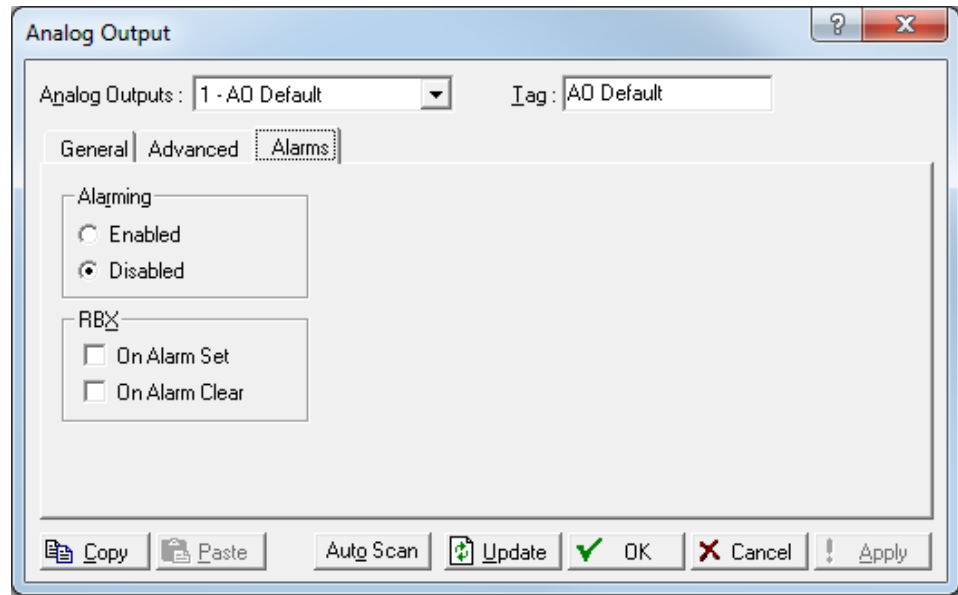 Analog Output
Analog Outputs : 1 - AO Default Tag : AO Default
General Advanced Alarms
Alarming
Enabled
Disabled
RBX
On Alarm Set
On Alarm Clear
Copy Paste Auto Scan Update OK Cancel Apply